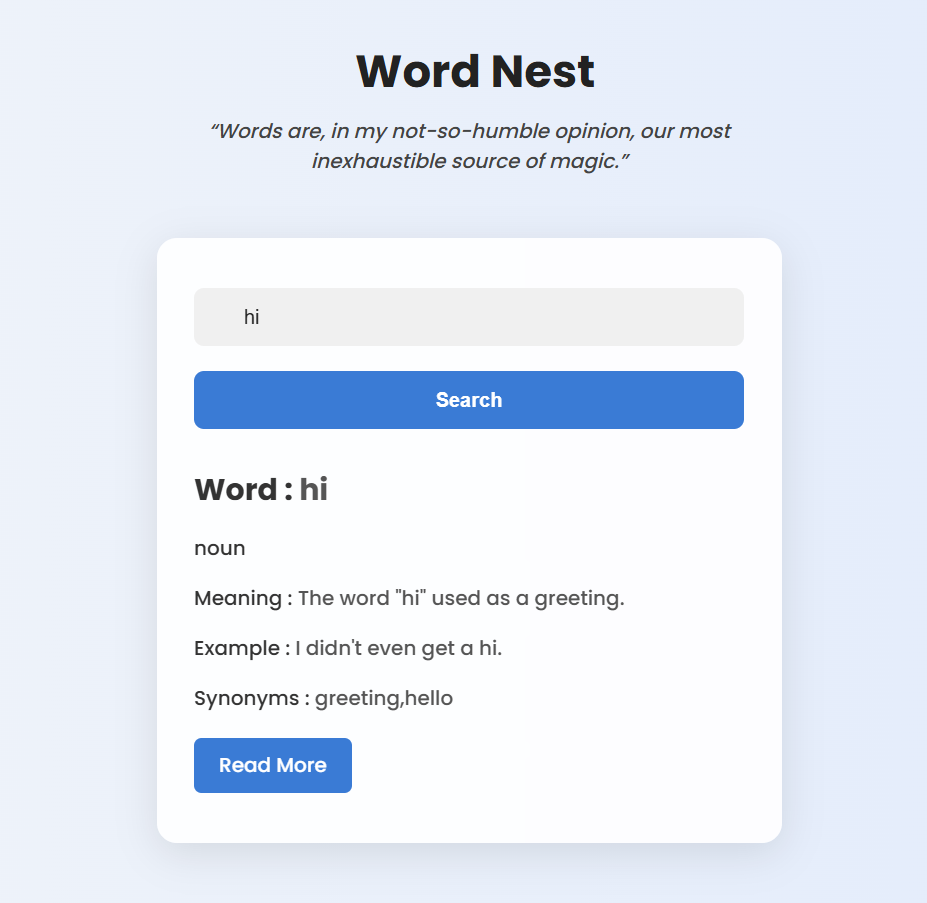 Word Nest
“Words are, in my not-so-humble opinion, our most
inexhaustible source of magic.”
hi
Search
Word : hi
noun
Meaning : The word "hi" used as a greeting.
Example : I didn't even get a hi.
Synonyms : greeting,hello
Read More